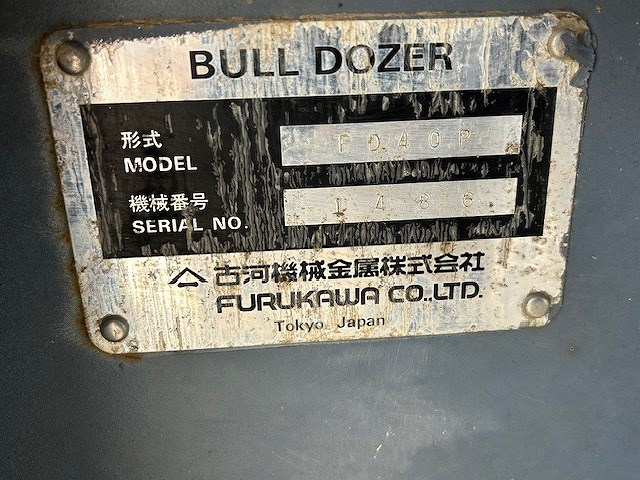 BULL DOZER
形式
MODEL FD40P
機械番号
SERIAL NO. 1486
古河機械金属株式会社
FURUKAWA CO.,LTD.
Tokyo Japan